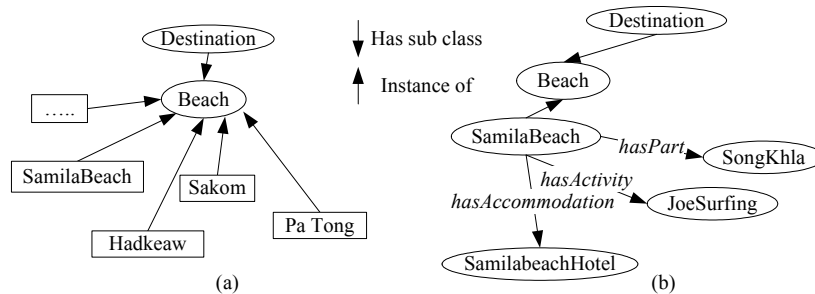 Destination
Has sub class
Beach
Instance of
.....
SamilaBeach
Sakom
Hadkeaw
Pa Tong
(a)
Destination
Beach
SamilaBeach
hasPart
SongKhla
hasActivity
JoeSurfing
hasAccommodation
SamilabeachHotel
(b)